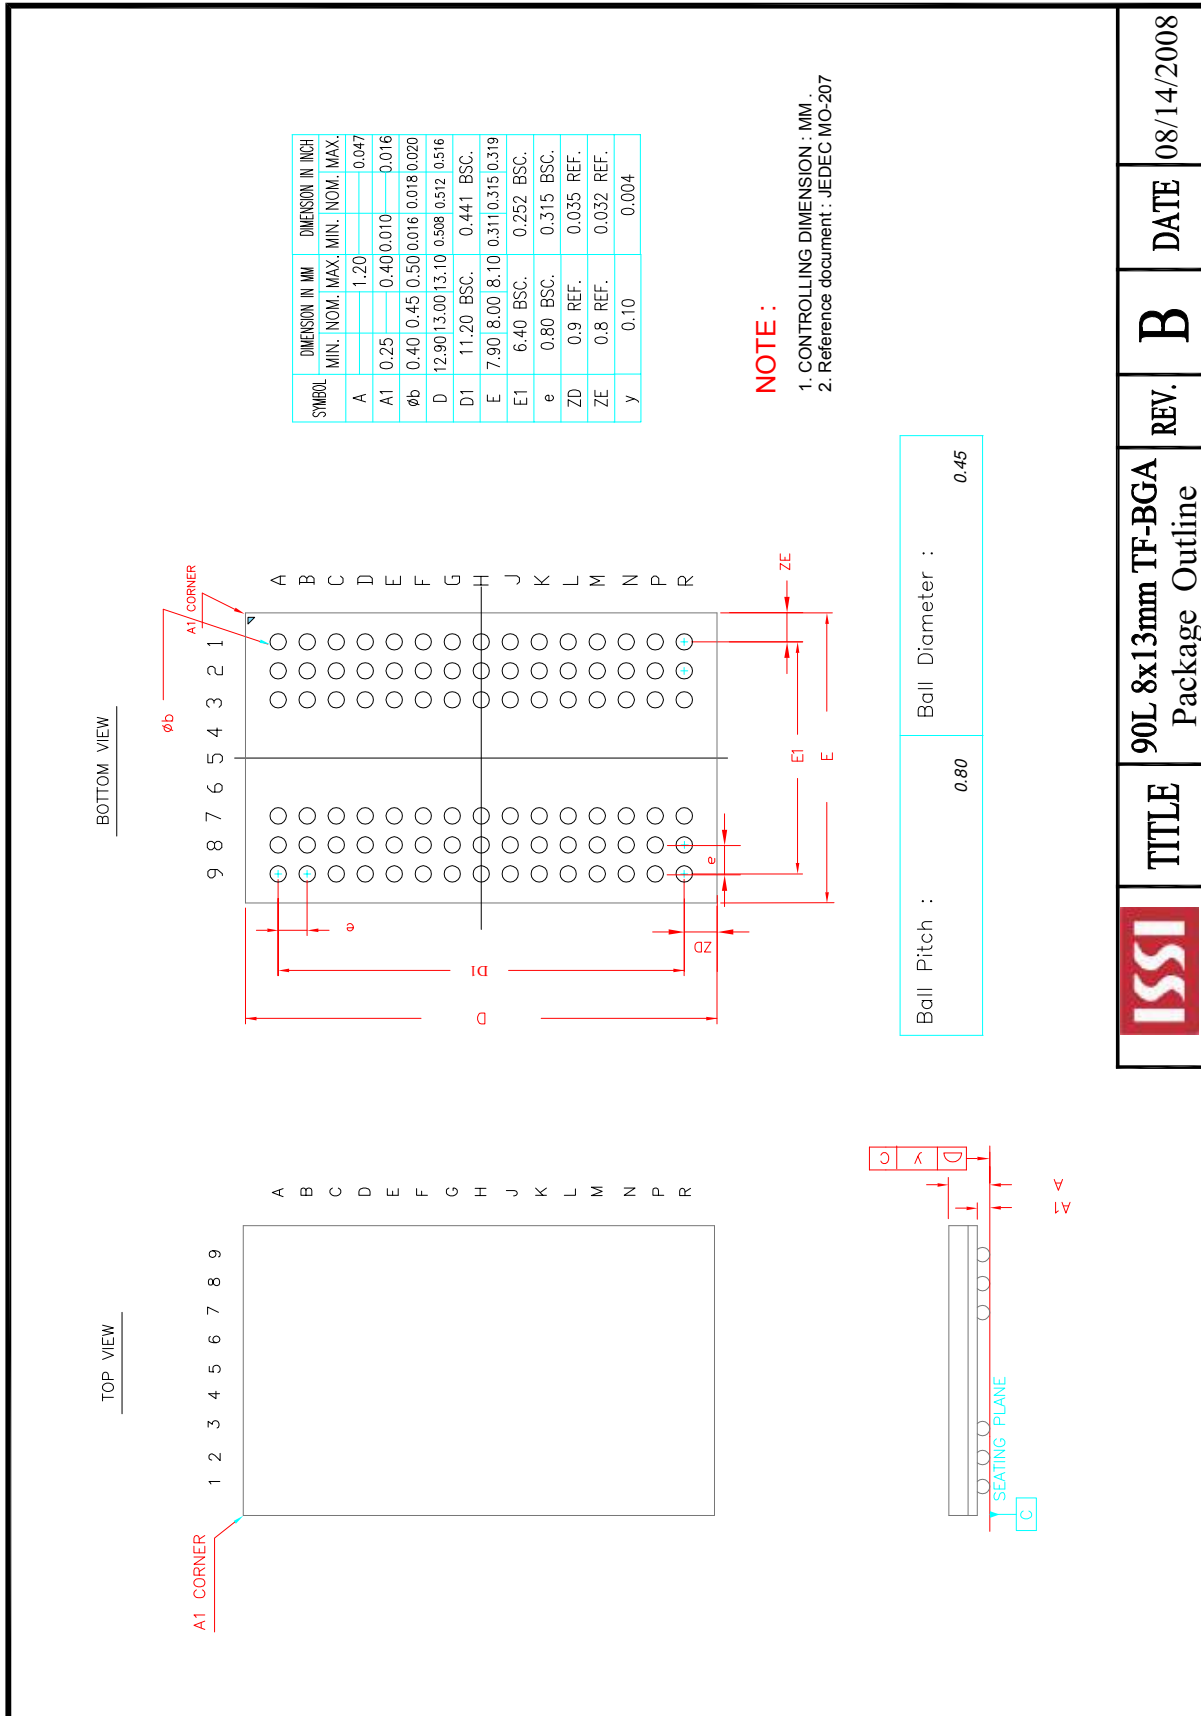 TOP VIEW
A1 CORNER
1 2 3 4 5 6 7 8 9
A
B
C
D
E
F
G
H
J
K
L
M
N
P
R
BOTTOM VIEW
Øb
A1 CORNER
9 8 7 6 5 4 3 2 1
A
B
C
D
E
F
G
H
J
K
L
M
N
P
R
e
D1
D
ZD
e
E1
E
ZE
SYMBOL DIMENSION IN MM DIMENSION IN INCH
MIN. NOM. MAX. MIN. NOM. MAX.
A 1.20 0.047
A1 0.25 0.40 0.010 0.016
Øb 0.40 0.45 0.50 0.016 0.018 0.020
D 12.90 13.00 13.10 0.508 0.512 0.516
D1 11.20 BSC. 0.441 BSC.
E 7.90 8.00 8.10 0.311 0.315 0.319
E1 6.40 BSC. 0.252 BSC.
e 0.80 BSC. 0.315 BSC.
ZD 0.9 REF. 0.035 REF.
ZE 0.8 REF. 0.032 REF.
y 0.10 0.004
NOTE :
1. CONTROLLING DIMENSION : MM .
2. Reference document : JEDEC MO-207
C y D
A
A1
SEATING PLANE
C
Ball Pitch : 0.80
Ball Diameter : 0.45
ISSI
TITLE
90L 8x13mm TF-BGA
Package Outline
REV.
B
DATE
08/14/2008